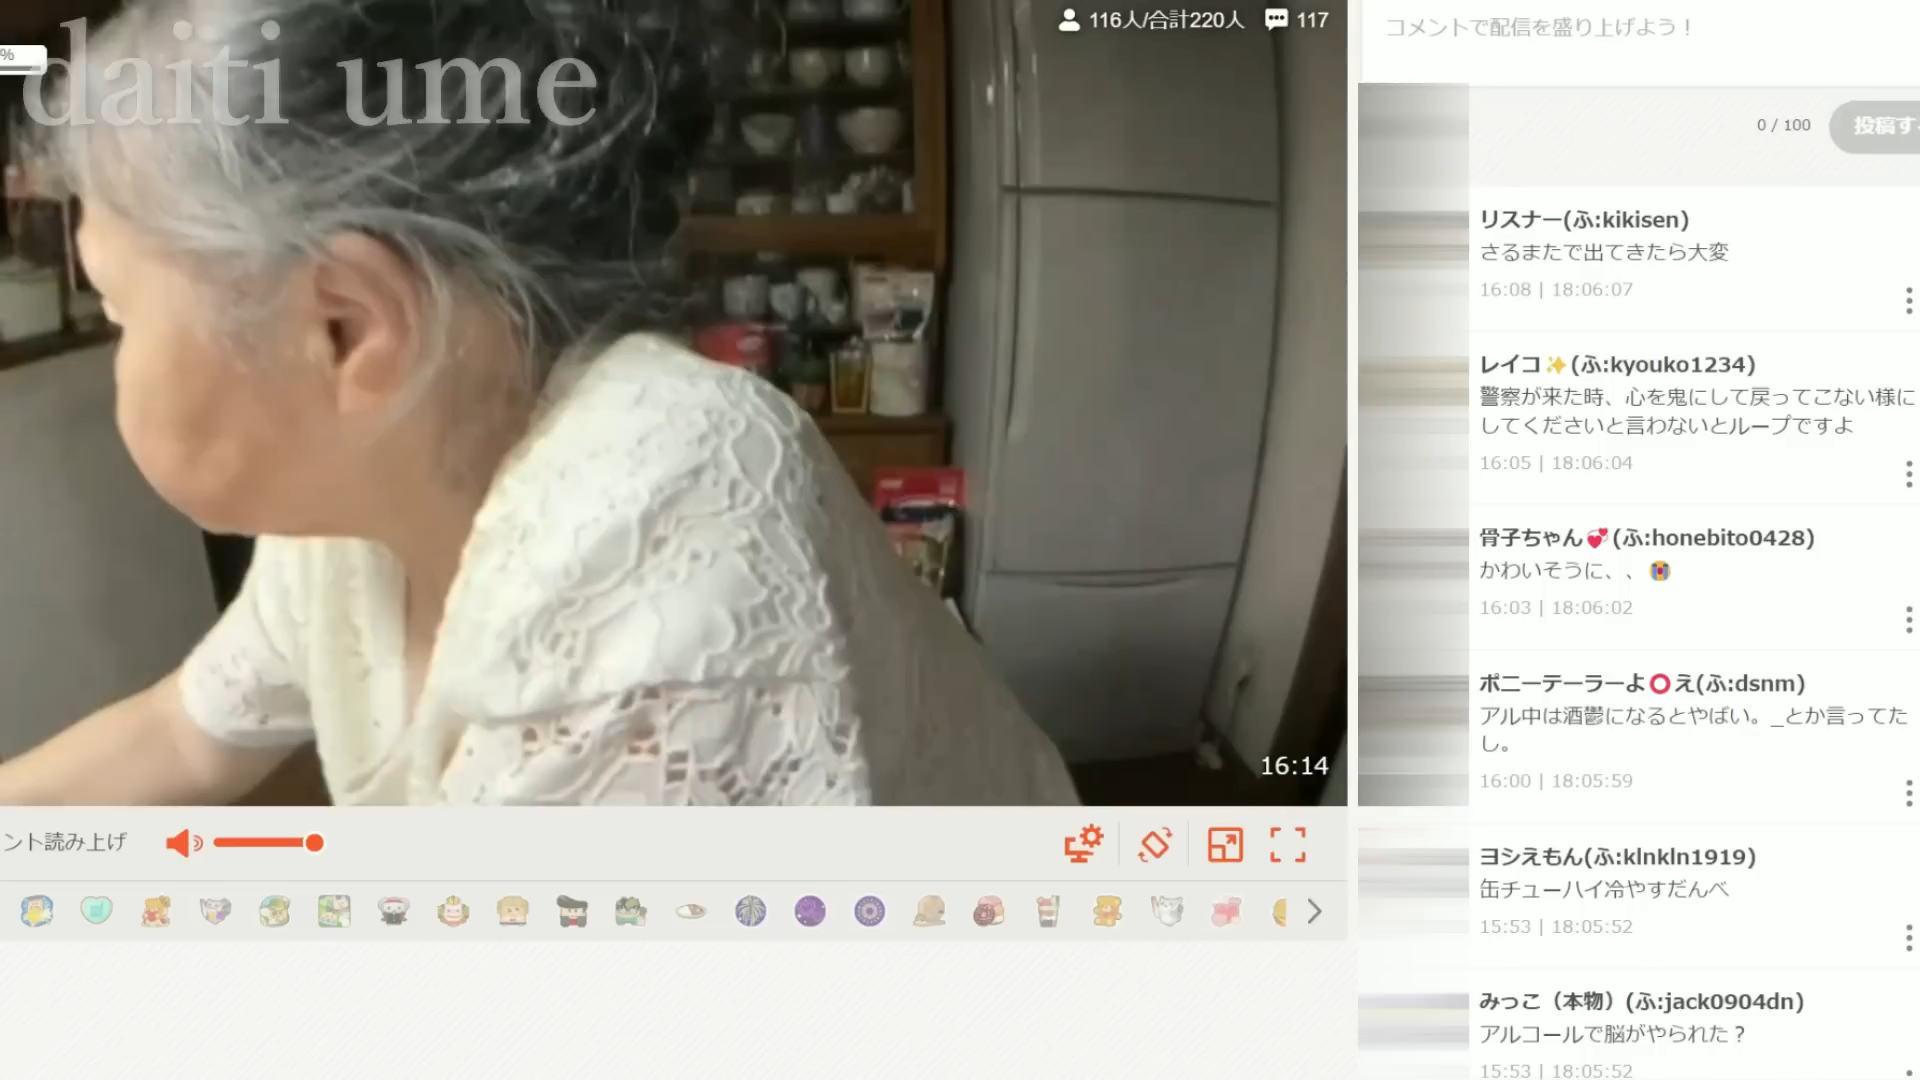 daiti ume
%
116人/合計220人 117
16:14
ント読み上げ
コメントで配信を盛り上げよう！
0 / 100
投稿す
リスナー(ふ:kikisen)
さるまたで出てきたら大変
16:08 | 18:06:07
レイコ✨(ふ:kyouko1234)
警察が来た時、心を鬼にして戻ってこない様に
してくださいと言わないとループですよ
16:05 | 18:06:04
骨子ちゃん💞(ふ:honebito0428)
かわいそうに、、😭
16:03 | 18:06:02
ポニーテーラーよ⭕え(ふ:dsnm)
アル中は酒鬱になるとやばい。_とか言ってた
し。
16:00 | 18:05:59
ヨシえもん(ふ:klnkln1919)
缶チューハイ冷やすだんべ
15:53 | 18:05:52
みっこ（本物）(ふ:jack0904dn)
アルコールで脳がやられた？
15:53 | 18:05:52